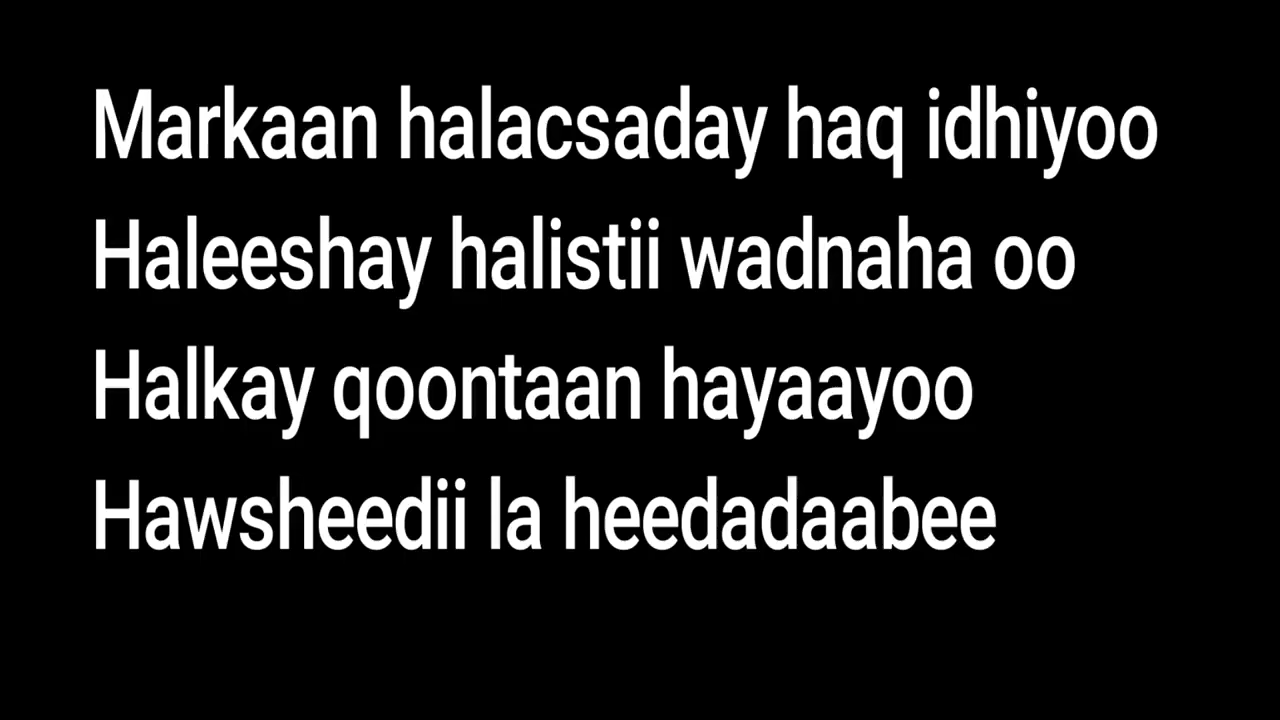 Markaan halacsaday haq idhiyoo
Haleeshay halistii wadnaha oo
Halkay qoontaan hayaayoo
Hawsheedii la heedadaabee